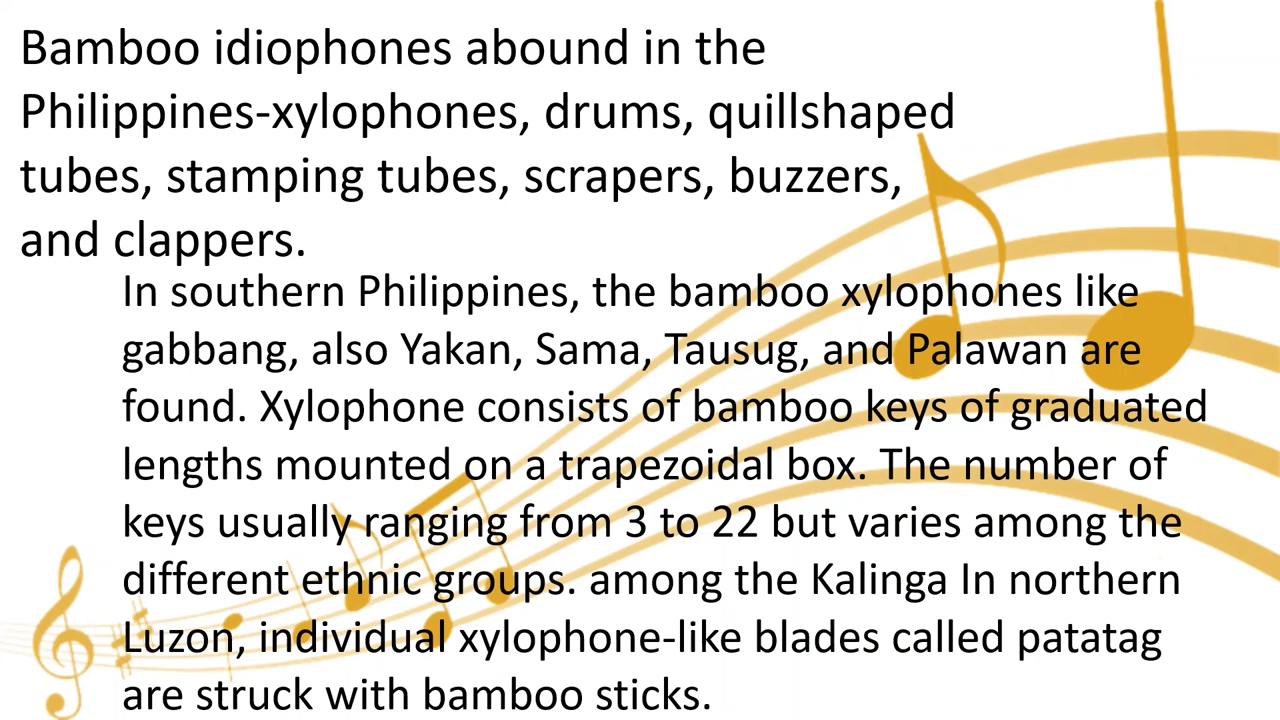 Bamboo idiophones abound in the
Philippines-xylophones, drums, quillshaped
tubes, stamping tubes, scrapers, buzzers,
and clappers.
In southern Philippines, the bamboo xylophones like
gabbang, also Yakan, Sama, Tausug, and Palawan are
found. Xylophone consists of bamboo keys of graduated
lengths mounted on a trapezoidal box. The number of
keys usually ranging from 3 to 22 but varies among the
different ethnic groups. among the Kalinga In northern
Luzon, individual xylophone-like blades called patatag
are struck with bamboo sticks.